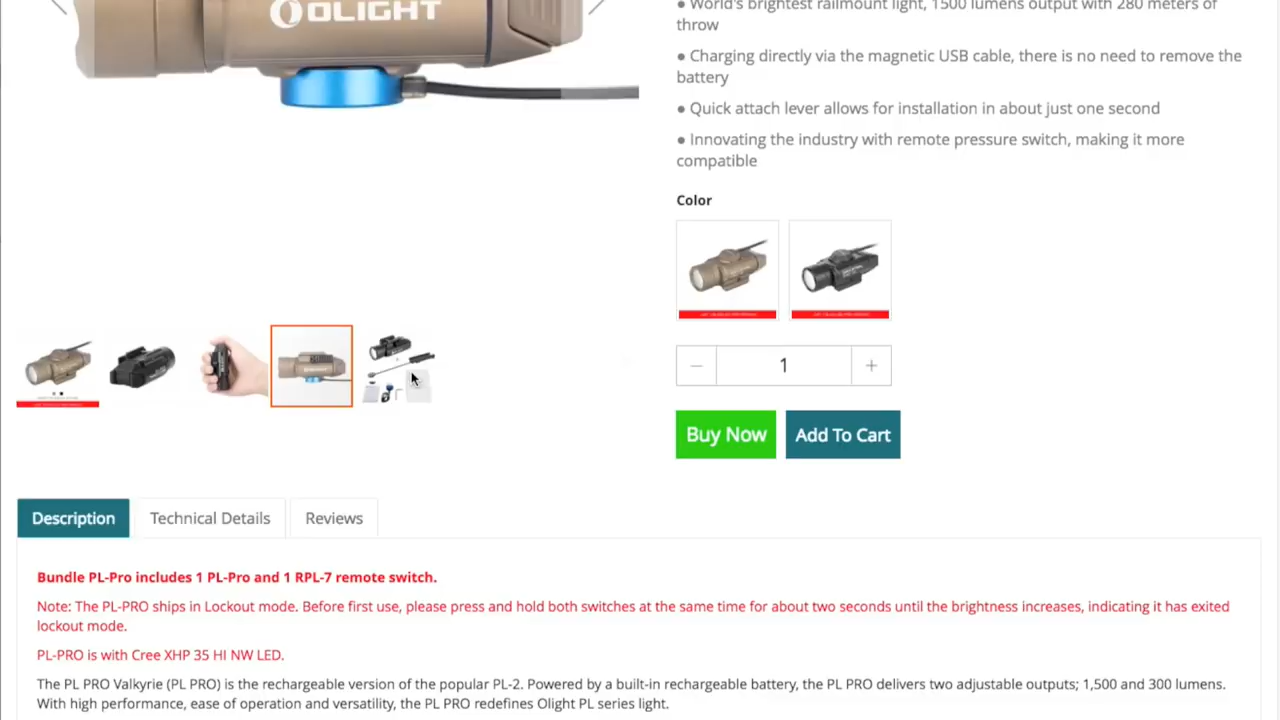 OLIGHT
● World's brightest railmount light, 1500 lumens output with 280 meters of
throw
● Charging directly via the magnetic USB cable, there is no need to remove the
battery
● Quick attach lever allows for installation in about just one second
● Innovating the industry with remote pressure switch, making it more
compatible
Color
1
Buy Now
Add To Cart
Description
Technical Details
Reviews
Bundle PL-Pro includes 1 PL-Pro and 1 RPL-7 remote switch.
Note: The PL-PRO ships in Lockout mode. Before first use, please press and hold both switches at the same time for about two seconds until the brightness increases, indicating it has exited
lockout mode.
PL-PRO is with Cree XHP 35 HI NW LED.
The PL PRO Valkyrie (PL PRO) is the rechargeable version of the popular PL-2. Powered by a built-in rechargeable battery, the PL PRO delivers two adjustable outputs; 1,500 and 300 lumens.
With high performance, ease of operation and versatility, the PL PRO redefines Olight PL series light.